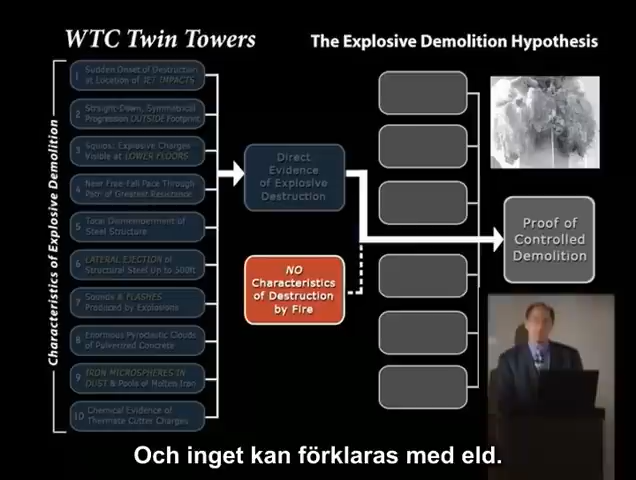 WTC Twin Towers
The Explosive Demolition Hypothesis
Characteristics of Explosive Demolition
1 Sudden Onset of Destruction
at Location of JET IMPACTS
2 Straight-Down, Symmetrical
Progression OUTSIDE Footprint
3 Squibs: Explosive Charges
Visible at LOWER FLOORS
4 Near Free-Fall Pace Through
Path of Greatest Resistance
5 Total Dismemberment of
Steel Structure
6 LATERAL EJECTION of
Structural Steel Up to 500ft
7 Sounds & FLASHES
Produced by Explosions
8 Enormous Pyroclastic Clouds
of Pulverized Concrete
9 IRON MICROSPHERES IN
DUST & Pools of Molten Iron
10 Chemical Evidence of
Thermate Cutter Charges
Direct
Evidence
of Explosive
Destruction
NO
Characteristics
of Destruction
by Fire
Proof of
Controlled
Demolition
Och inget kan förklaras med eld.